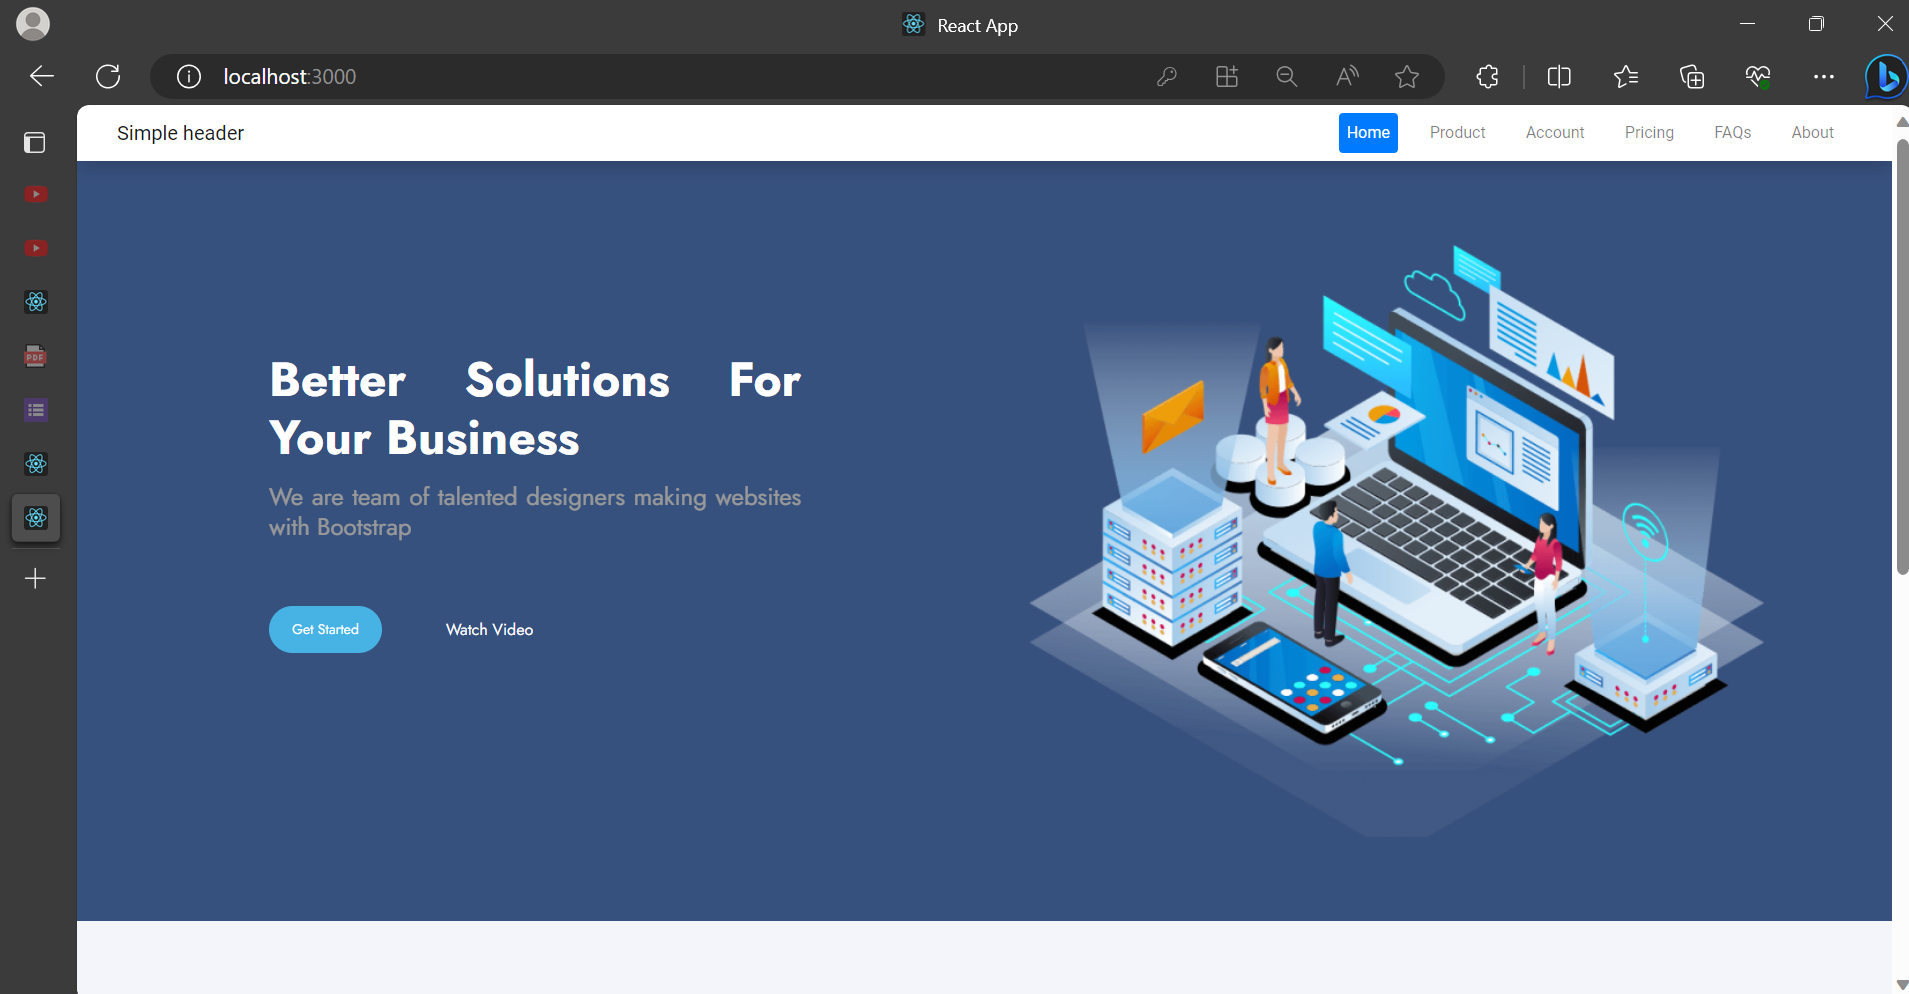 React App
localhost:3000
Simple header
Home Product Account Pricing FAQs About
Better Solutions For
Your Business
We are team of talented designers making websites
with Bootstrap
Get Started Watch Video
PDF